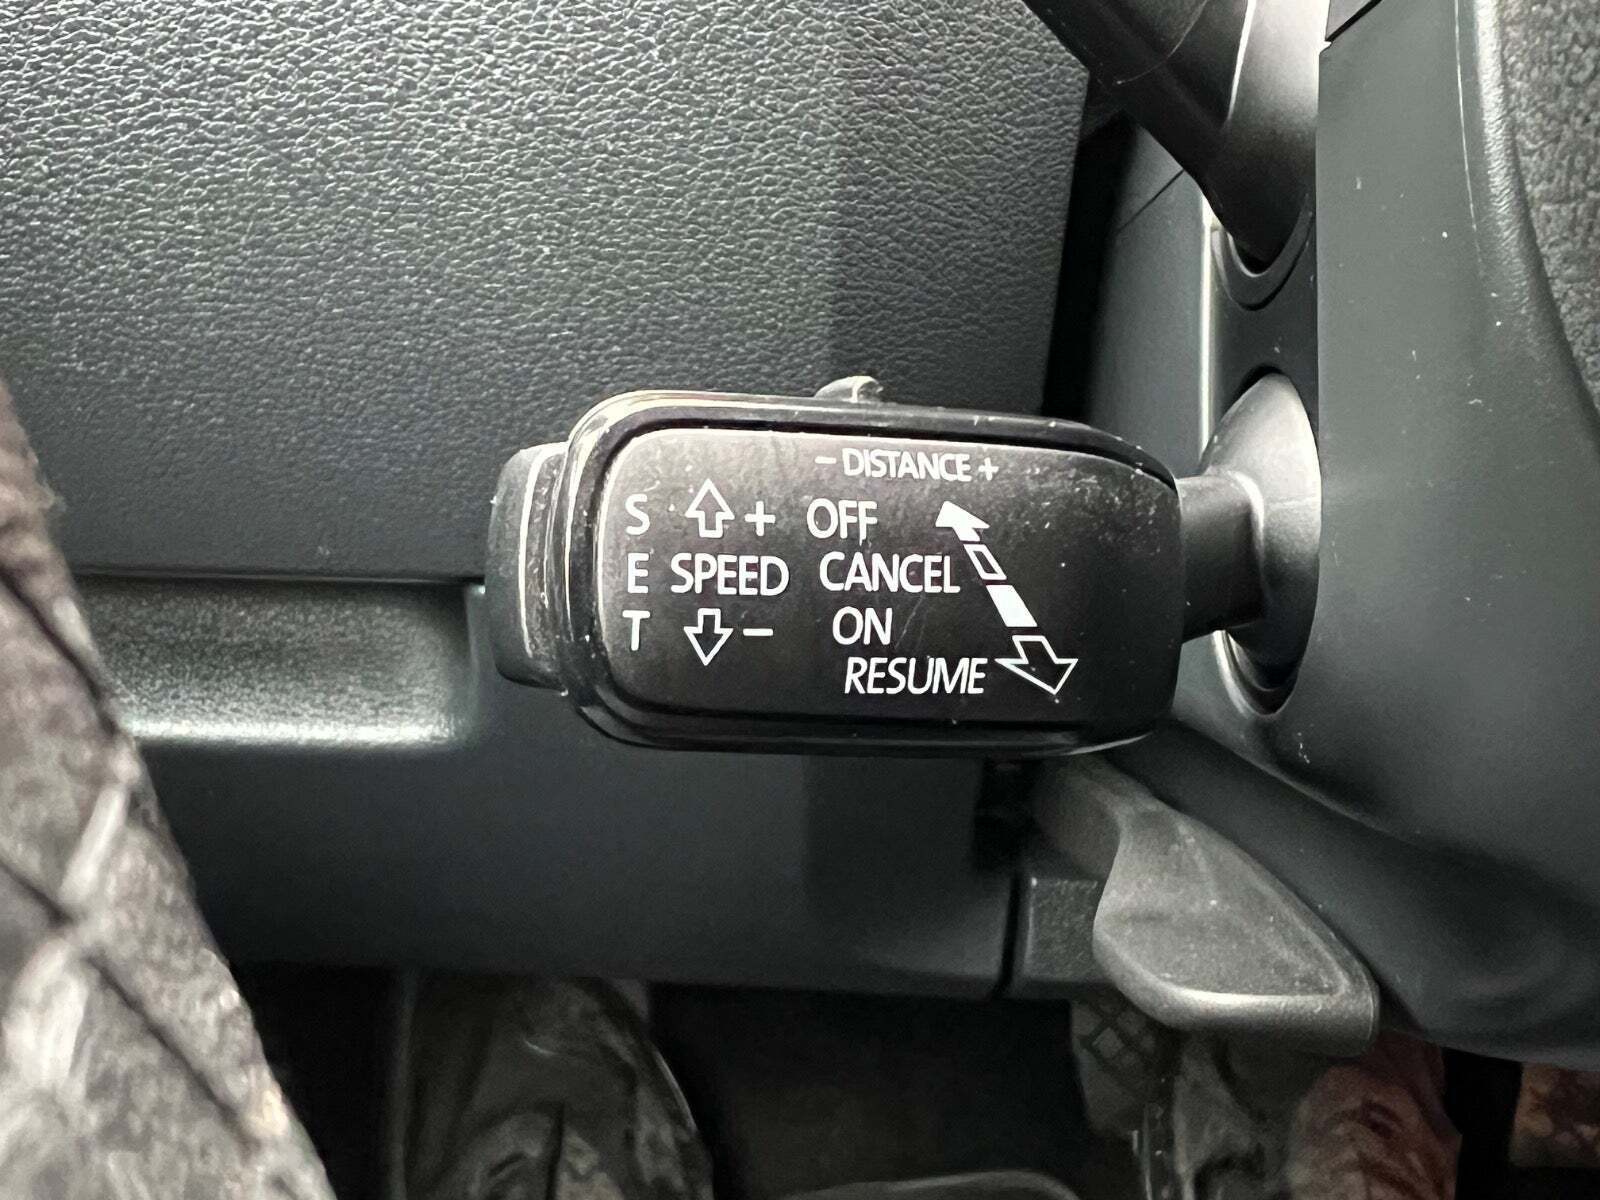 - DISTANCE +
S + OFF
E SPEED CANCEL
T - ON
RESUME